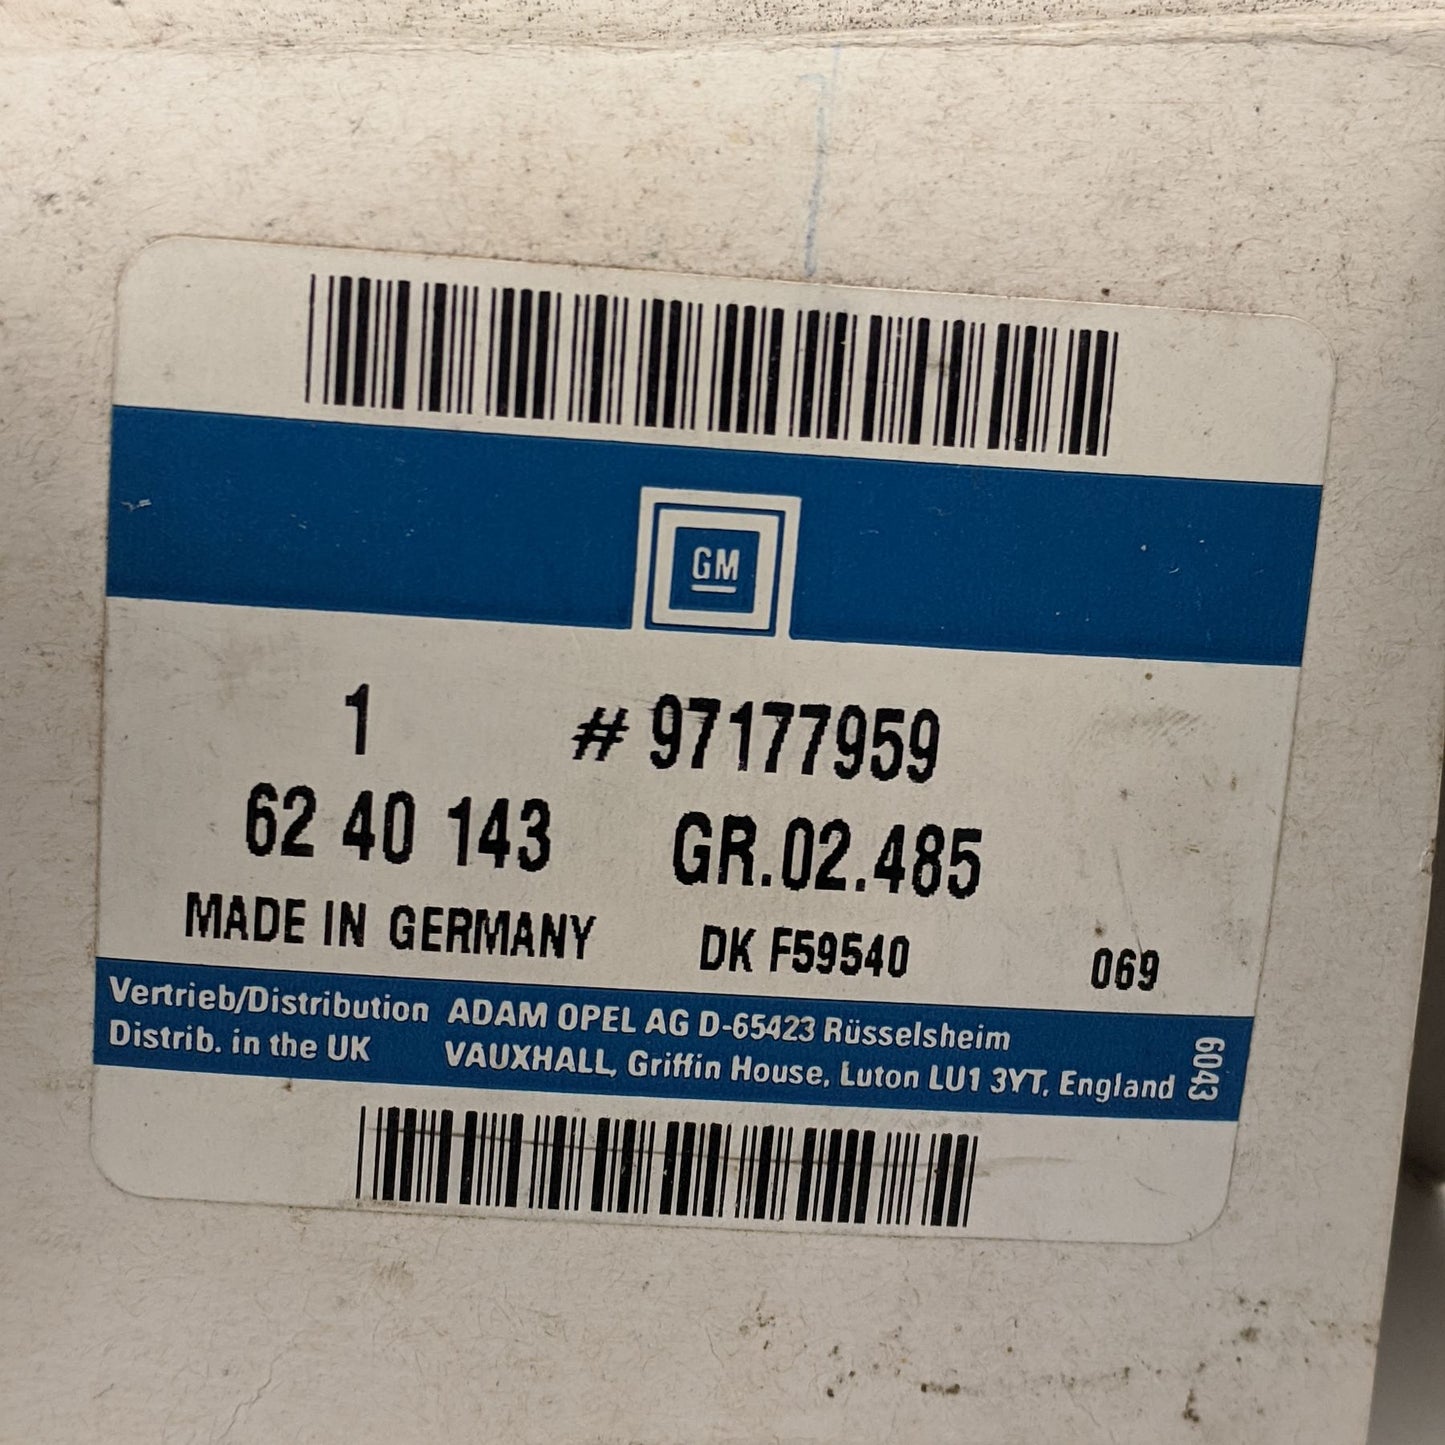 GM
1 # 97177959
62 40 143 GR.02.485
MADE IN GERMANY DK F59540 069
Vertrieb/Distribution ADAM OPEL AG D-65423 Rüsselsheim
Distrib. in the UK VAUXHALL, Griffin House, Luton LU1 3YT, England
6043